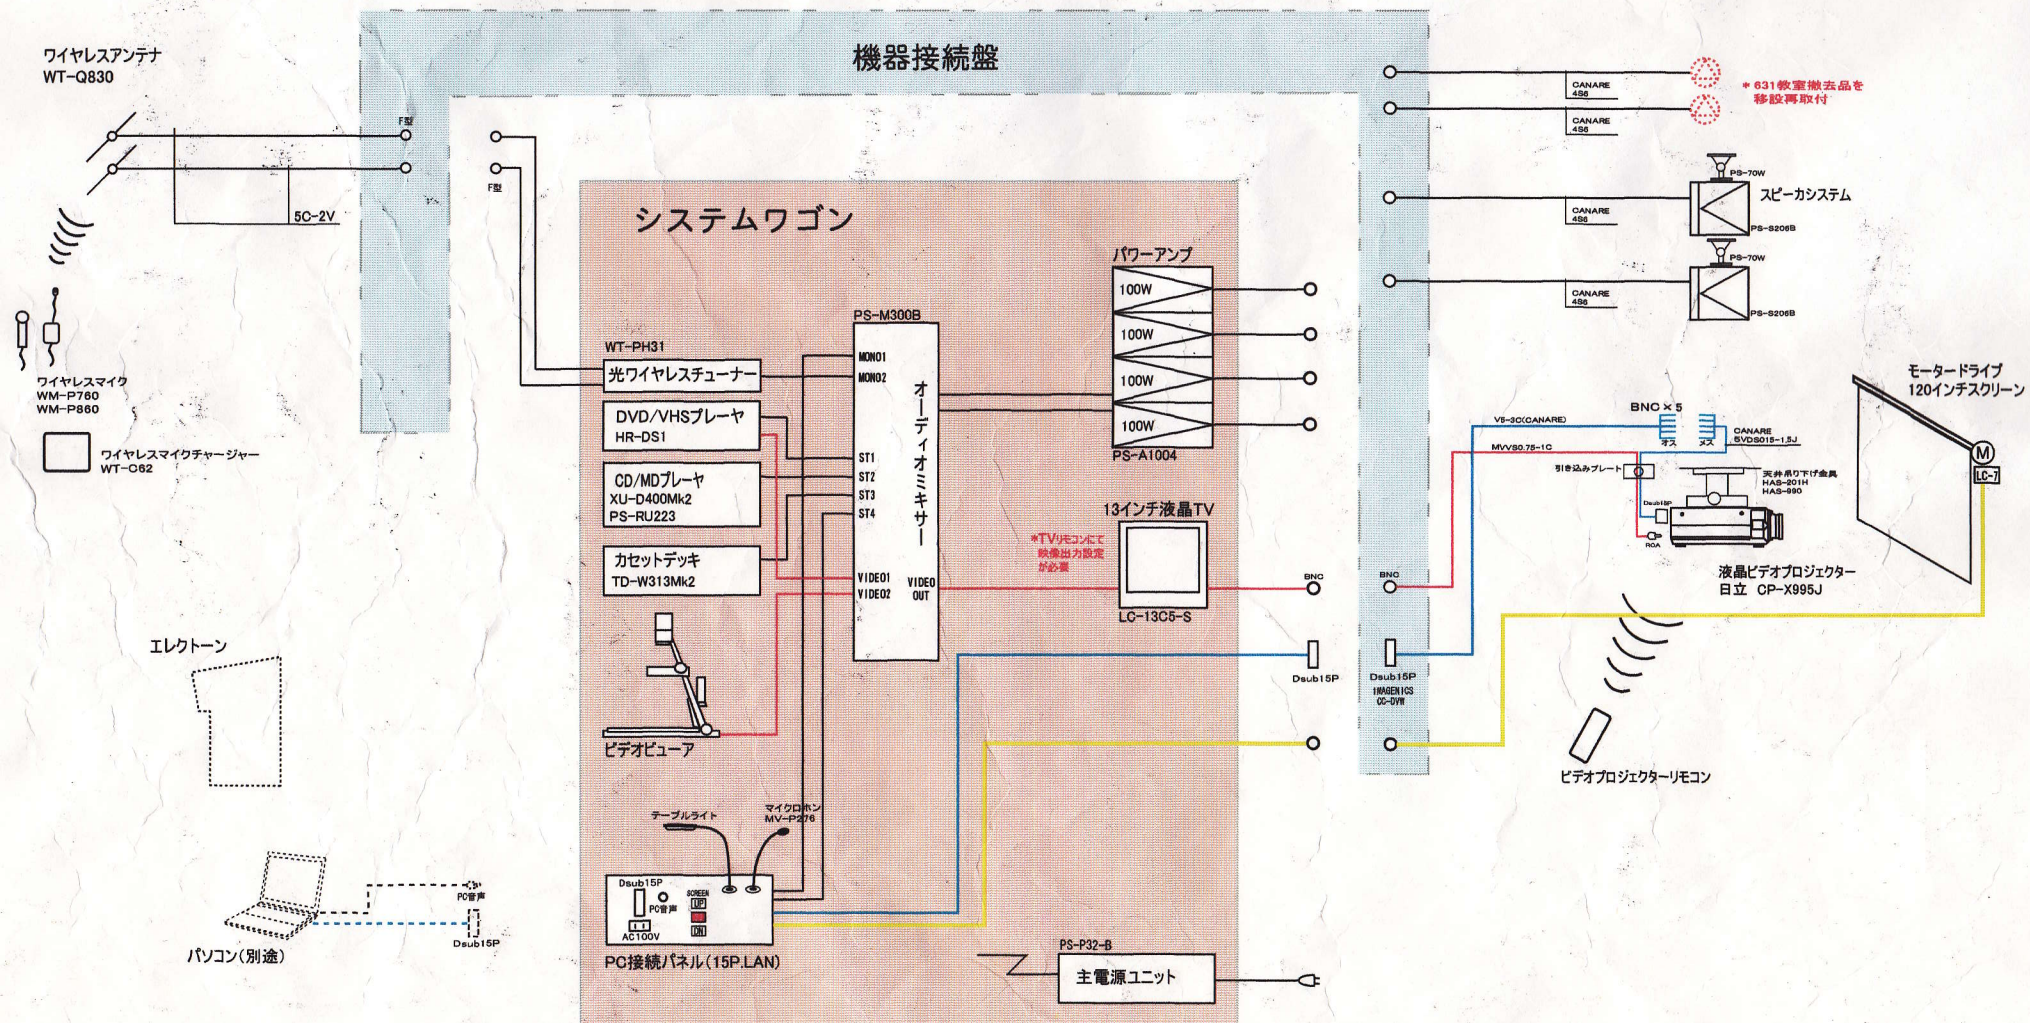 機器接続盤
ワイヤレスアンテナ
WT-Q830
F型
F型
5C-2V
ワイヤレスマイク
WM-P760
WM-P860
ワイヤレスマイクチャージャー
WT-C62
エレクトーン
PC音声
Dsub15P
パソコン(別途)
システムワゴン
WT-PH31
光ワイヤレスチューナー
DVD/VHSプレーヤ
HR-DS1
CD/MDプレーヤ
XU-D400Mk2
PS-RU223
カセットデッキ
TD-W313Mk2
ビデオビューア
PS-M300B
MONO1
MONO2
ST1
ST2
ST3
ST4
VIDEO1
VIDEO2
VIDEO
OUT
オーディオミキサー
パワーアンプ
100W
100W
100W
100W
PS-A1004
13インチ液晶TV
*TVリモコンにて
映像出力設定
が必要
LC-13C5-S
テーブルライト
マイクロホン
MV-P276
Dsub15P
PC音声
AC100V
SCREEN
UP
DN
PC接続パネル(15P.LAN)
PS-P32-B
主電源ユニット
BNC
Dsub15P
BNC
Dsub15P
IMAGENICS
CC-DVW
CANARE
4S6
CANARE
4S6
*631教室撤去品を
移設再取付
CANARE
4S6
PS-70W
スピーカシステム
PS-S206B
CANARE
4S6
PS-70W
PS-S206B
V5-3C(CANARE)
MVVS0.75-1C
BNC×5
オス
メス
CANARE
5VDS015-1.5J
引き込みプレート
天井吊り下げ金具
HAS-201H
HAS-990
Dsub15P
RCA
液晶ビデオプロジェクター
日立 CP-X995J
モータードライブ
120インチスクリーン
M
LC-7
ビデオプロジェクターリモコン